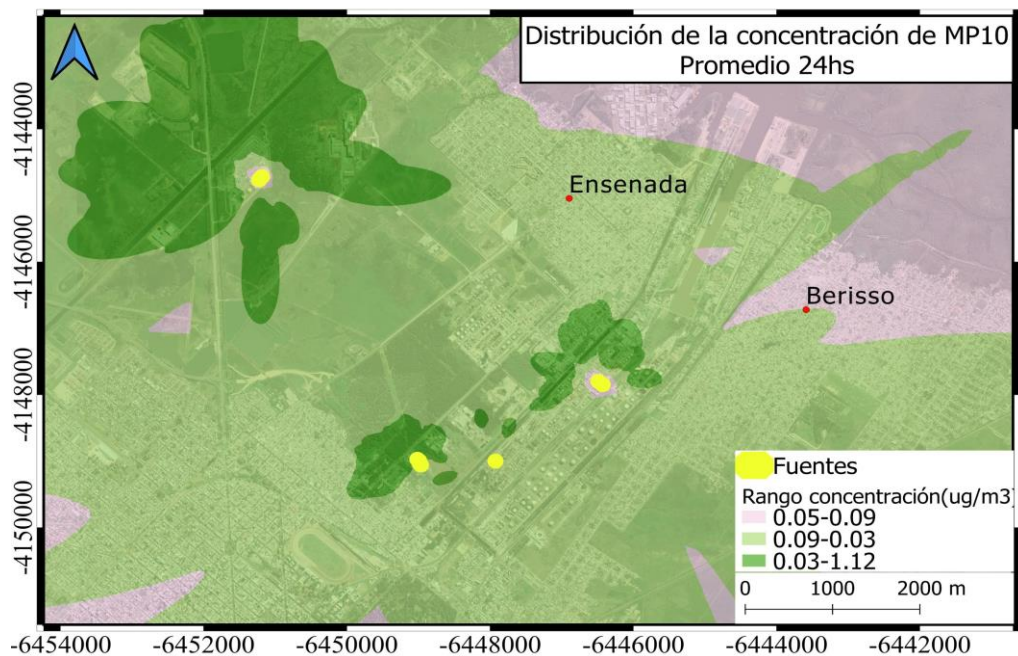 Distribución de la concentración de MP10
Promedio 24hs
-4144000
-4146000
-4148000
-4150000
Ensenada
Berisso
Fuentes
Rango concentración(ug/m3)
0.05-0.09
0.09-0.03
0.03-1.12
0 1000 2000 m
-6454000 -6452000 -6450000 -6448000 -6446000 -6444000 -6442000